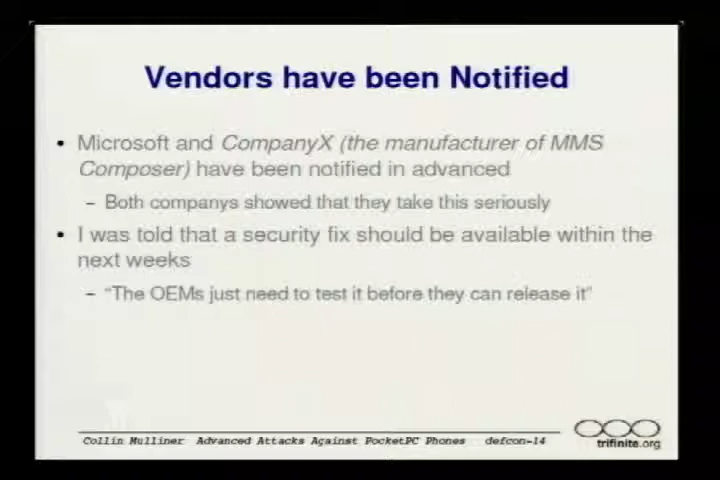 Vendors have been Notified
• Microsoft and CompanyX (the manufacturer of MMS
Composer) have been notified in advanced
– Both companys showed that they take this seriously
• I was told that a security fix should be available within the
next weeks
– "The OEMs just need to test it before they can release it"
Collin Mulliner Advanced Attacks Against PocketPC Phones defcon-14
trifinite.org